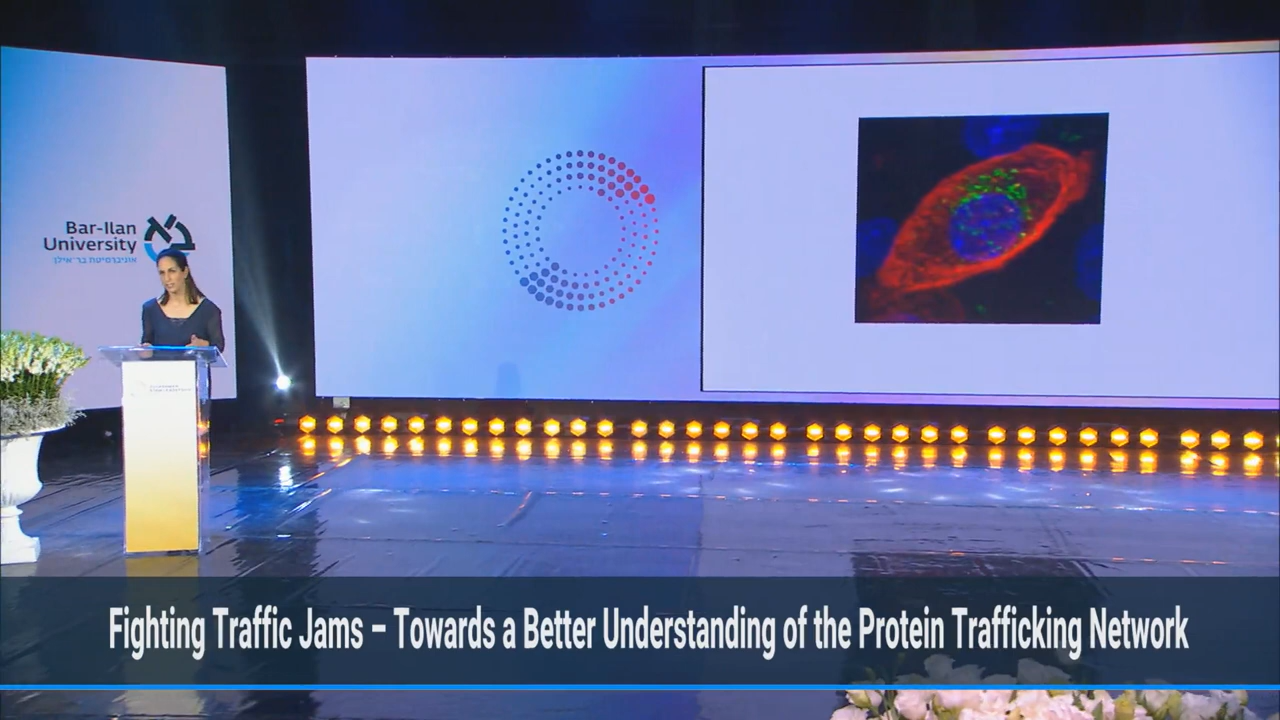 Bar-Ilan
University
אוניברסיטת בר־אילן
Fighting Traffic Jams – Towards a Better Understanding of the Protein Trafficking Network